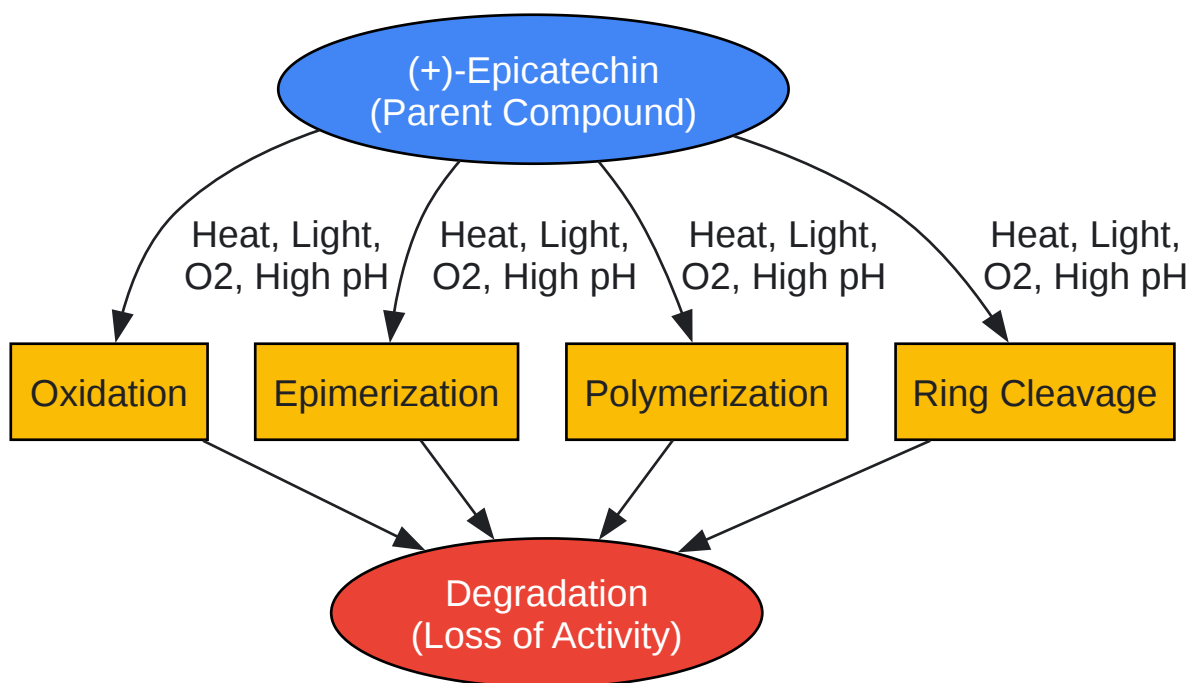 (+)-Epicatechin
(Parent Compound)
Heat, Light,
O2, High pH
Heat, Light,
O2, High pH
Heat, Light,
O2, High pH
Heat, Light,
O2, High pH
Oxidation
Epimerization
Polymerization
Ring Cleavage
Degradation
(Loss of Activity)